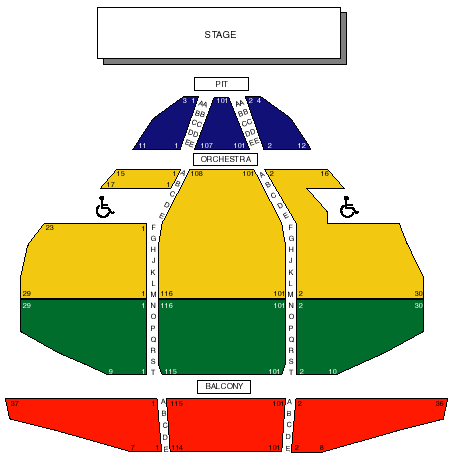 STAGE
PIT
3 1 AA 101 AA 2 4
BB BB
CC CC
DD DD
11 1 EE 107 101 EE 2 12
ORCHESTRA
15 1 A 108 101 A 2 16
17 1 B B
C C
D D
E E
23 1 F F
G G
H H
J J
K K
L L
29 1 M 116 101 M 2 30
29 1 N 116 101 N 2 30
O O
P P
Q Q
R R
S S
9 1 T 115 101 T 2 10
BALCONY
37 1 A 115 101 A 2 36
B B
C C
D D
7 1 E 114 101 E 2 8